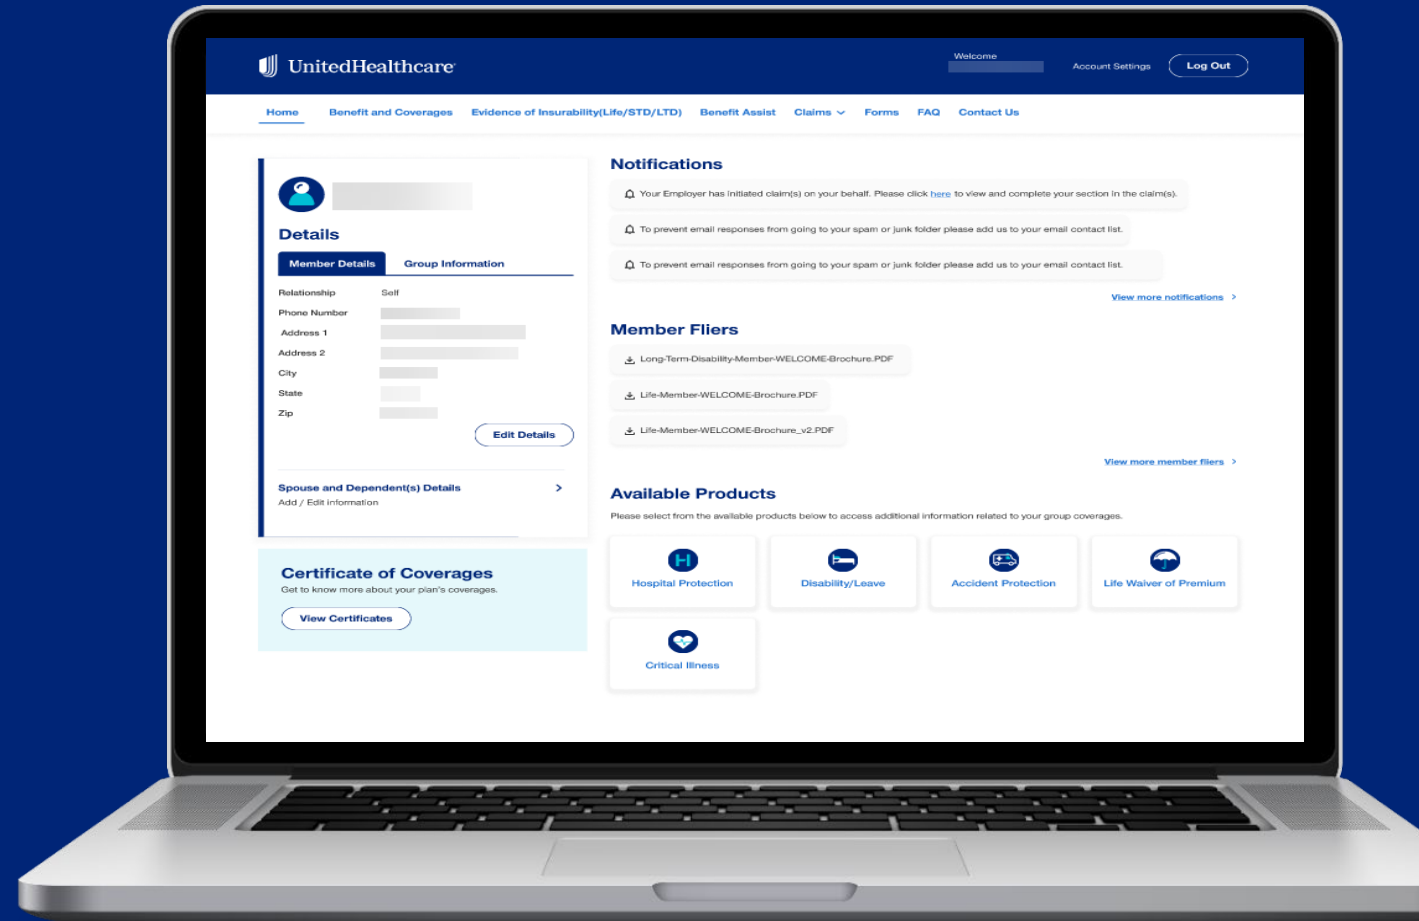 UnitedHealthcare
Welcome
Account Settings
Log Out
Home
Benefit and Coverages
Evidence of Insurability(Life/STD/LTD)
Benefit Assist
Claims
Forms
FAQ
Contact Us
Details
Member Details
Group Information
Relationship Self
Phone Number
Address 1
Address 2
City
State
Zip
Edit Details
Spouse and Dependent(s) Details
Add / Edit information
Certificate of Coverages
Get to know more about your plan's coverages.
View Certificates
Notifications
Your Employer has initiated claim(s) on your behalf. Please click here to view and complete your section in the claim(s).
To prevent email responses from going to your spam or junk folder please add us to your email contact list.
To prevent email responses from going to your spam or junk folder please add us to your email contact list.
View more notifications
Member Fliers
Long-Term-Disability-Member-WELCOME-Brochure.PDF
Life-Member-WELCOME-Brochure.PDF
Life-Member-WELCOME-Brochure_v2.PDF
View more member fliers
Available Products
Please select from the available products below to access additional information related to your group coverages.
H
Hospital Protection
Disability/Leave
Accident Protection
Life Waiver of Premium
Critical Illness